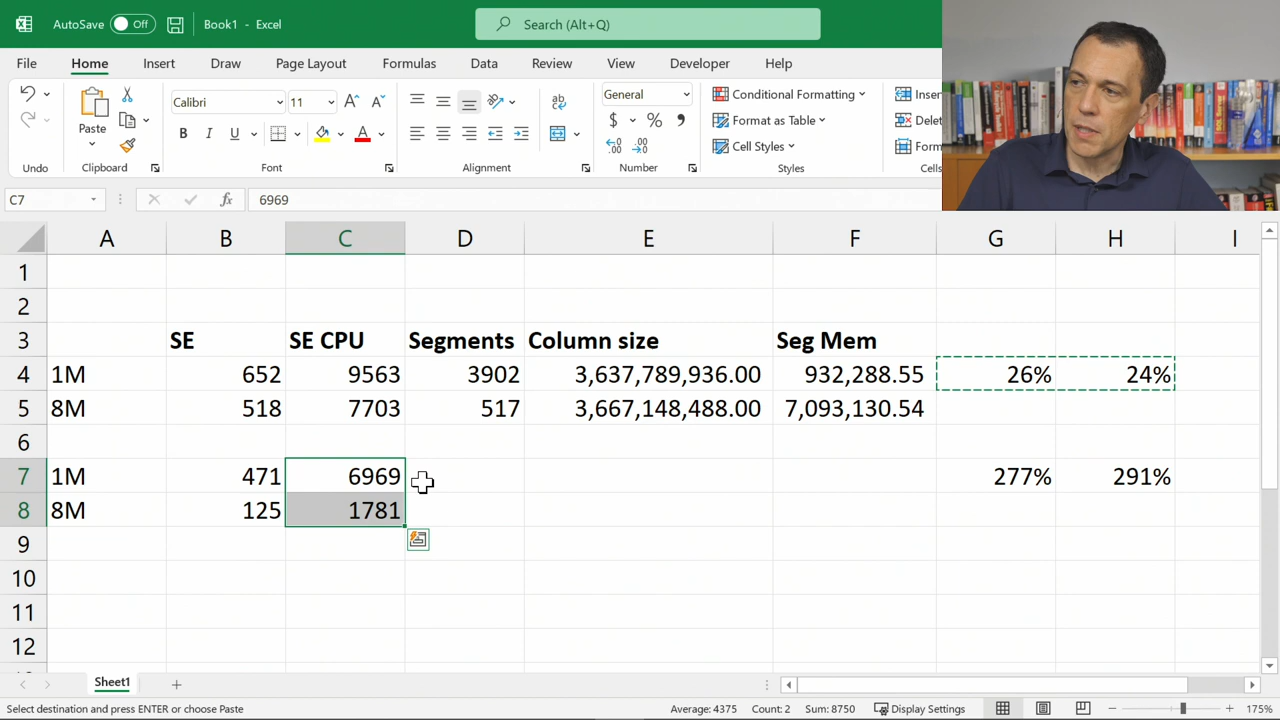 AutoSave Off Book1 - Excel Search (Alt+Q)
File Home Insert Draw Page Layout Formulas Data Review View Developer Help
Calibri 11 General Conditional Formatting Inser
Paste B I U A $ % Format as Table Delet
Cell Styles Form
Undo Clipboard Font Alignment Number Styles Cells
C7 fx 6969
A B C D E F G H I
1
2
3 SE SE CPU Segments Column size Seg Mem
4 1M 652 9563 3902 3,637,789,936.00 932,288.55 26% 24%
5 8M 518 7703 517 3,667,148,488.00 7,093,130.54
6
7 1M 471 6969 277% 291%
8 8M 125 1781
9
10
11
12
Sheet1
Select destination and press ENTER or choose Paste Average: 4375 Count: 2 Sum: 8750 Display Settings 175%